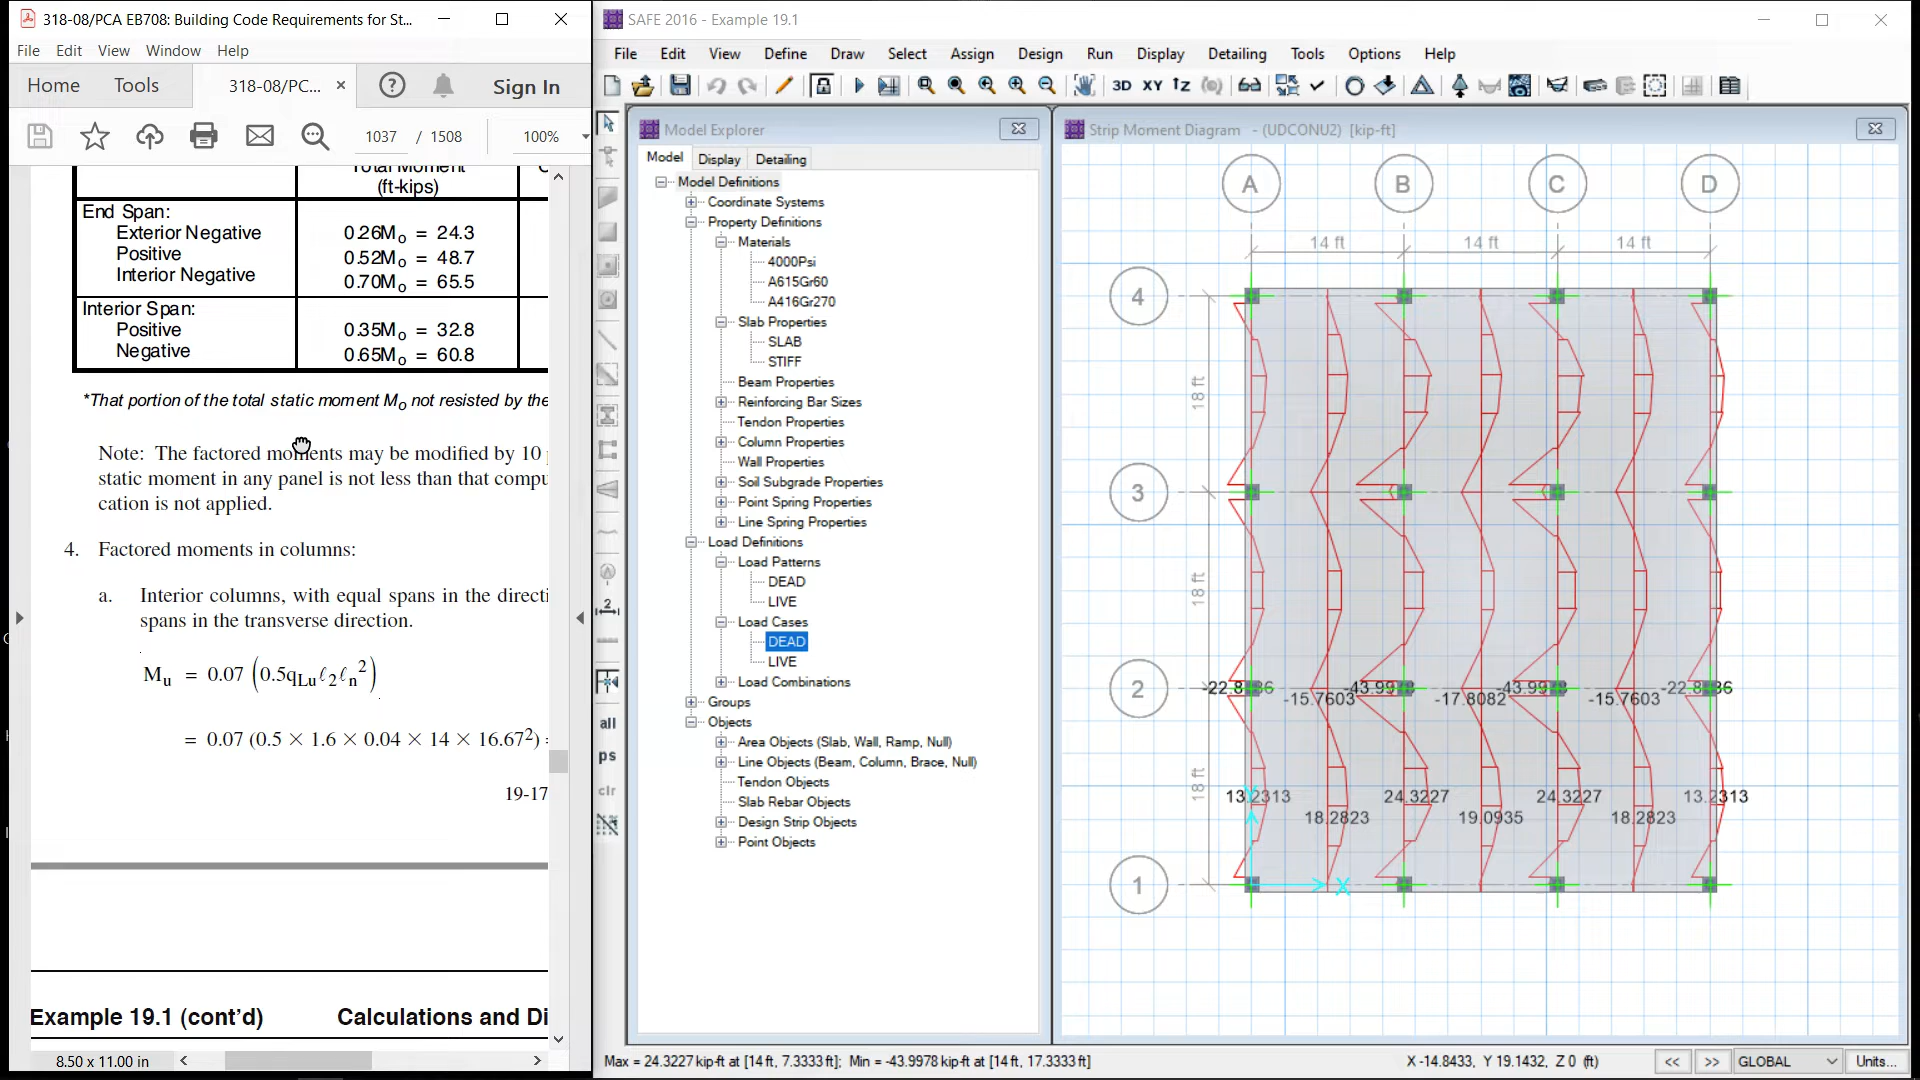 318-08/PCA EB708: Building Code Requirements for St...
File Edit View Window Help
Home Tools 318-08/PC... Sign In
1037 / 1508 100%
Total Moment
(ft-kips)
End Span:
Exterior Negative 0.26Mo = 24.3
Positive 0.52Mo = 48.7
Interior Negative 0.70Mo = 65.5
Interior Span:
Positive 0.35Mo = 32.8
Negative 0.65Mo = 60.8
*That portion of the total static moment Mo not resisted by the
Note: The factored moments may be modified by 10
static moment in any panel is not less than that compu
cation is not applied.
4. Factored moments in columns:
a. Interior columns, with equal spans in the directi
spans in the transverse direction.
Mu = 0.07 (0.5qLuℓ2ℓn²)
= 0.07 (0.5 × 1.6 × 0.04 × 14 × 16.67²) =
19-17
Example 19.1 (cont'd) Calculations and Di
8.50 x 11.00 in
SAFE 2016 - Example 19.1
File Edit View Define Draw Select Assign Design Run Display Detailing Tools Options Help
3D XY
2
all
ps
clr
Model Explorer
Model Display Detailing
Model Definitions
Coordinate Systems
Property Definitions
Materials
4000Psi
A615Gr60
A416Gr270
Slab Properties
SLAB
STIFF
Beam Properties
Reinforcing Bar Sizes
Tendon Properties
Column Properties
Wall Properties
Soil Subgrade Properties
Point Spring Properties
Line Spring Properties
Load Definitions
Load Patterns
DEAD
LIVE
Load Cases
DEAD
LIVE
Load Combinations
Groups
Objects
Area Objects (Slab, Wall, Ramp, Null)
Line Objects (Beam, Column, Brace, Null)
Tendon Objects
Slab Rebar Objects
Design Strip Objects
Point Objects
Strip Moment Diagram - (UDCONU2) [kip-ft]
A B C D
14 ft 14 ft 14 ft
4
18 ft
3
18 ft
2
-15.7603 -17.8082 -15.7603
18 ft
13.2313 24.3227 24.3227 13.2313
18.2823 19.0935 18.2823
1
X
Max = 24.3227 kip-ft at [14 ft, 7.3333 ft]; Min = -43.9978 kip-ft at [14 ft, 17.3333 ft]
X -14.8433, Y 19.1432, Z 0 (ft) << >> GLOBAL Units...